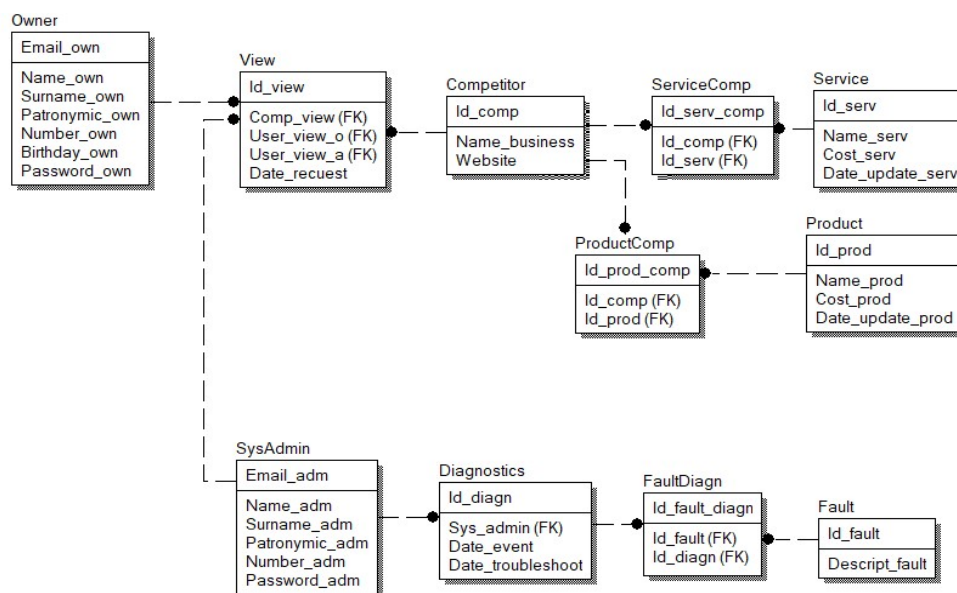 Owner
Email_own
Name_own
Surname_own
Patronymic_own
Number_own
Birthday_own
Password_own
View
Id_view
Comp_view (FK)
User_view_o (FK)
User_view_a (FK)
Date_recuest
Competitor
Id_comp
Name_business
Website
ServiceComp
Id_serv_comp
Id_comp (FK)
Id_serv (FK)
Service
Id_serv
Name_serv
Cost_serv
Date_update_serv
ProductComp
Id_prod_comp
Id_comp (FK)
Id_prod (FK)
Product
Id_prod
Name_prod
Cost_prod
Date_update_prod
SysAdmin
Email_adm
Name_adm
Surname_adm
Patronymic_adm
Number_adm
Password_adm
Diagnostics
Id_diagn
Sys_admin (FK)
Date_event
Date_troubleshoot
FaultDiagn
Id_fault_diagn
Id_fault (FK)
Id_diagn (FK)
Fault
Id_fault
Descript_fault